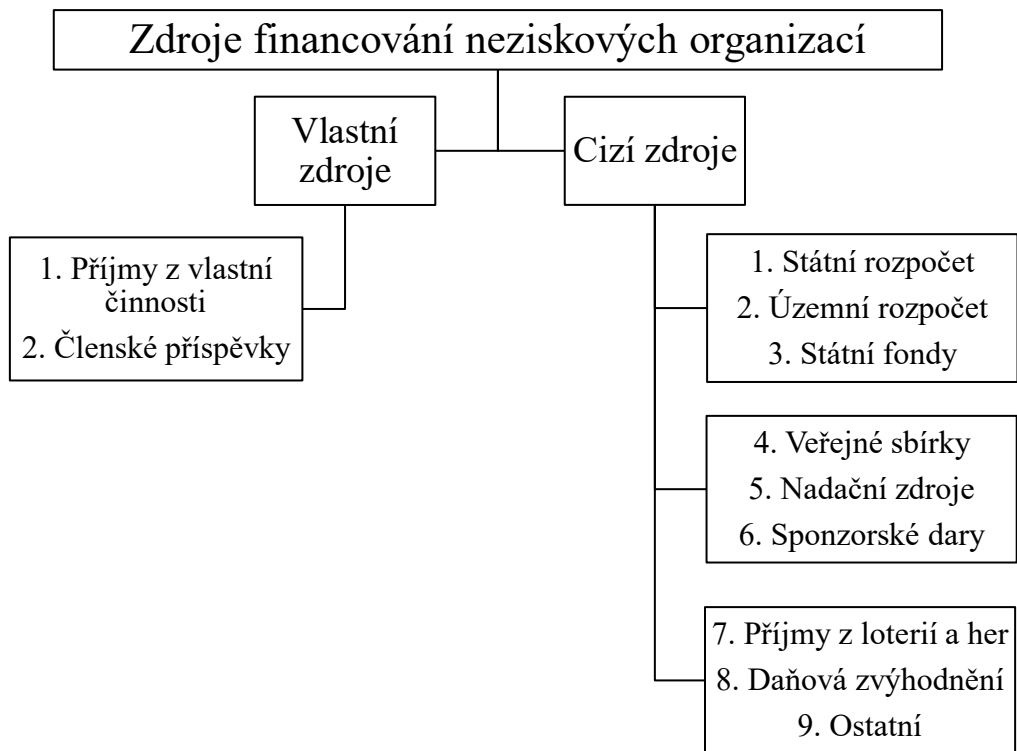 Zdroje financování neziskových organizací
Vlastní
zdroje
Cizí zdroje
1. Příjmy z vlastní
činnosti
2. Členské příspěvky
1. Státní rozpočet
2. Územní rozpočet
3. Státní fondy
4. Veřejné sbírky
5. Nadační zdroje
6. Sponzorské dary
7. Příjmy z loterií a her
8. Daňová zvýhodnění
9. Ostatní